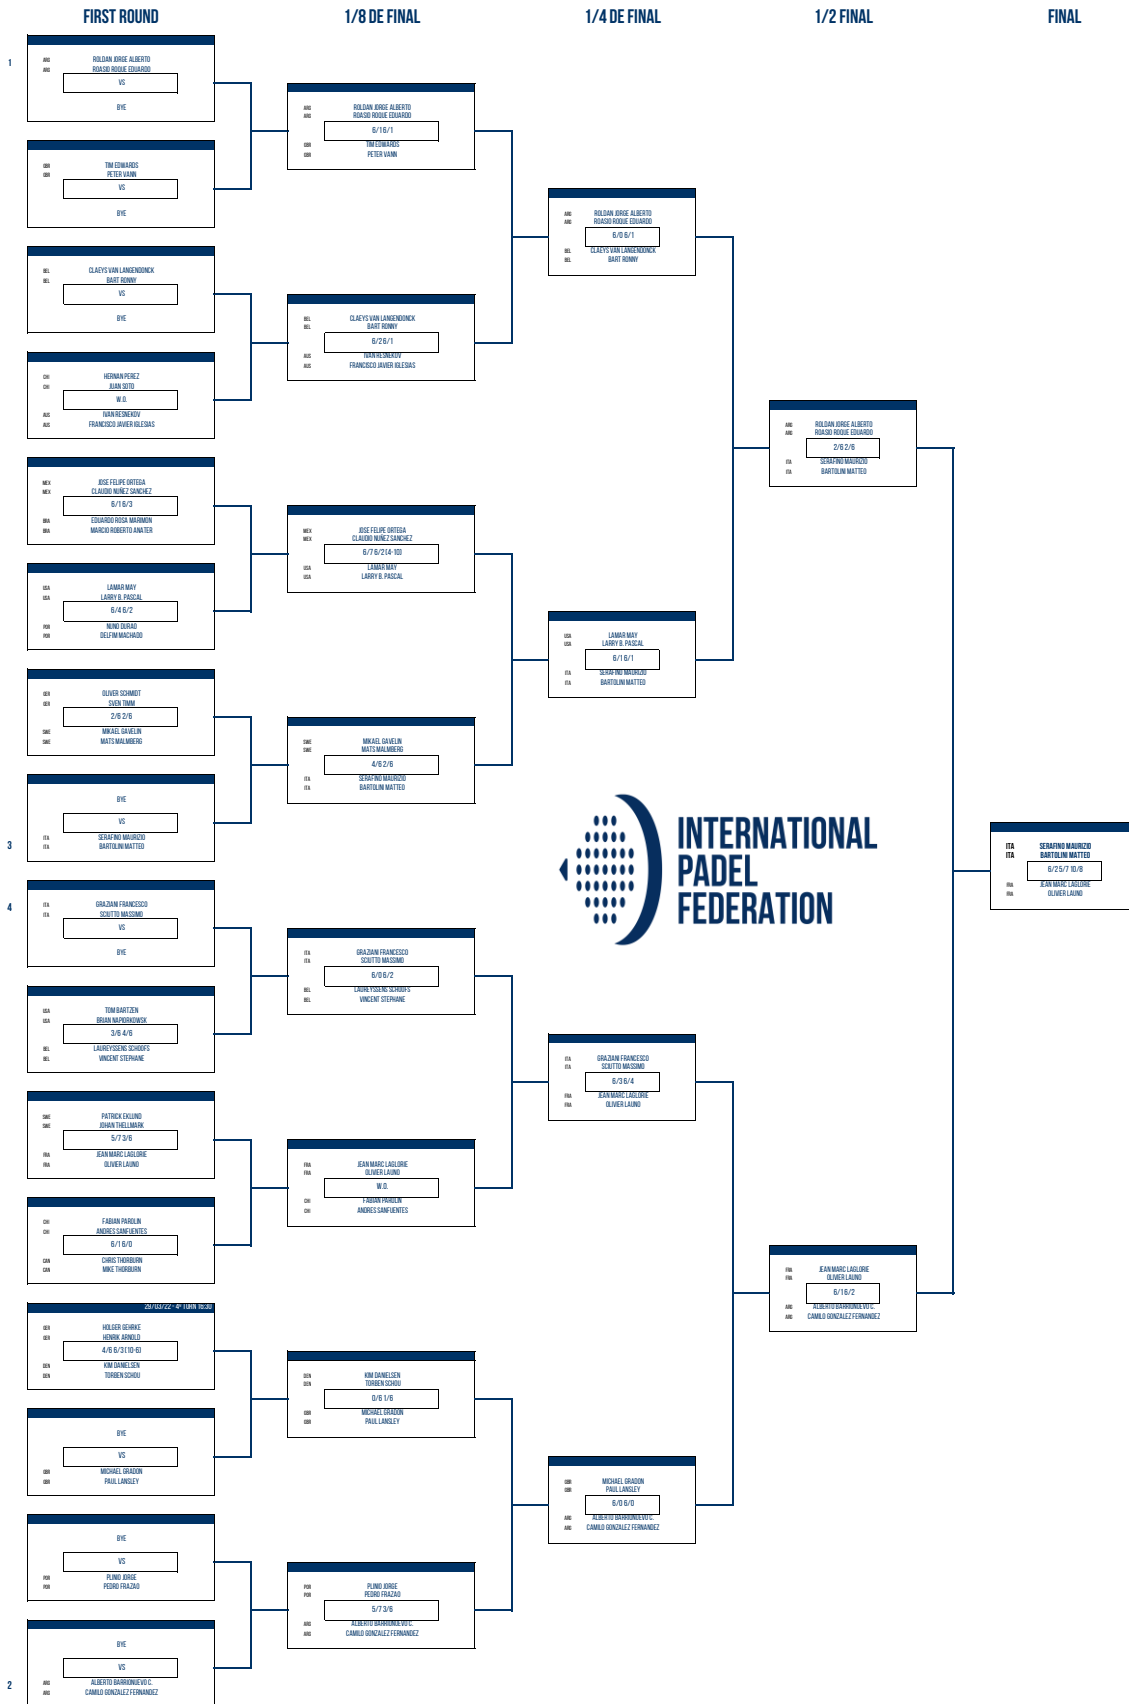 FIRST ROUND
1/8 DE FINAL
1/4 DE FINAL
1/2 FINAL
FINAL
1
ARG ROLDAN JORGE ALBERTO
ARG ROASIO ROQUE EDUARDO
VS
BYE
GBR TIM EDWARDS
GBR PETER VANN
VS
BYE
BEL CLAEYS VAN LANGENDONCK
BEL BART RONNY
VS
BYE
CHI HERNAN PEREZ
CHI JUAN SOTO
W.O.
AUS IVAN RESNEKOV
AUS FRANCISCO JAVIER IGLESIAS
MEX JOSE FELIPE ORTEGA
MEX CLAUDIO NUÑEZ SANCHEZ
6/1 6/3
BRA EDUARDO ROSA MARIMON
BRA MARCIO ROBERTO ANATER
USA LAMAR MAY
USA LARRY B. PASCAL
6/4 6/2
POR NUNO DURAO
POR DELFIM MACHADO
GER OLIVER SCHMIDT
GER SVEN TIMM
2/6 2/6
SWE MIKAEL GAVELIN
SWE MATS MALMBERG
BYE
VS
ITA SERAFINO MAURIZIO
3
ITA BARTOLINI MATTEO
4
ITA GRAZIANI FRANCESCO
ITA SCIUTTO MASSIMO
VS
BYE
USA TOM BARTZEN
USA BRIAN NAPIORKOWSK
3/6 4/6
BEL LAUREYSSENS SCHOOFS
BEL VINCENT STEPHANE
SWE PATRICK EKLUND
SWE JOHAN THELLMARK
5/7 3/6
FRA JEAN MARC LAGLORIE
FRA OLIVIER LAUNO
CHI FABIAN PAROLIN
CHI ANDRES SANFUENTES
6/1 6/0
CAN CHRIS THORBURN
CAN MIKE THORBURN
29/03/22 - 4º TURN 16:30
GER HOLGER GEHRKE
GER HENRIK ARNOLD
4/6 6/3 (10-6)
DEN KIM DANIELSEN
DEN TORBEN SCHOU
BYE
VS
GBR MICHAEL GRADON
GBR PAUL LANSLEY
BYE
VS
POR PLINIO JORGE
POR PEDRO FRAZAO
BYE
VS
ARG ALBERTO BARRIONUEVO C.
2
ARG CAMILO GONZALEZ FERNANDEZ
ARG ROLDAN JORGE ALBERTO
ARG ROASIO ROQUE EDUARDO
6/1 6/1
GBR TIM EDWARDS
GBR PETER VANN
BEL CLAEYS VAN LANGENDONCK
BEL BART RONNY
6/2 6/1
AUS IVAN RESNEKOV
AUS FRANCISCO JAVIER IGLESIAS
MEX JOSE FELIPE ORTEGA
MEX CLAUDIO NUÑEZ SANCHEZ
6/7 6/2 (4-10)
USA LAMAR MAY
USA LARRY B. PASCAL
SWE MIKAEL GAVELIN
SWE MATS MALMBERG
4/6 2/6
ITA SERAFINO MAURIZIO
ITA BARTOLINI MATTEO
ITA GRAZIANI FRANCESCO
ITA SCIUTTO MASSIMO
6/0 6/2
BEL LAUREYSSENS SCHOOFS
BEL VINCENT STEPHANE
FRA JEAN MARC LAGLORIE
FRA OLIVIER LAUNO
W.O.
CHI FABIAN PAROLIN
CHI ANDRES SANFUENTES
DEN KIM DANIELSEN
DEN TORBEN SCHOU
0/6 1/6
GBR MICHAEL GRADON
GBR PAUL LANSLEY
POR PLINIO JORGE
POR PEDRO FRAZAO
5/7 3/6
ARG ALBERTO BARRIONUEVO C.
ARG CAMILO GONZALEZ FERNANDEZ
ARG ROLDAN JORGE ALBERTO
ARG ROASIO ROQUE EDUARDO
6/0 6/1
BEL CLAEYS VAN LANGENDONCK
BEL BART RONNY
USA LAMAR MAY
USA LARRY B. PASCAL
6/1 6/1
ITA SERAFINO MAURIZIO
ITA BARTOLINI MATTEO
INTERNATIONAL
PADEL
FEDERATION
ITA GRAZIANI FRANCESCO
ITA SCIUTTO MASSIMO
6/3 6/4
FRA JEAN MARC LAGLORIE
FRA OLIVIER LAUNO
GBR MICHAEL GRADON
GBR PAUL LANSLEY
6/0 6/0
ARG ALBERTO BARRIONUEVO C.
ARG CAMILO GONZALEZ FERNANDEZ
ARG ROLDAN JORGE ALBERTO
ARG ROASIO ROQUE EDUARDO
2/6 2/6
ITA SERAFINO MAURIZIO
ITA BARTOLINI MATTEO
FRA JEAN MARC LAGLORIE
FRA OLIVIER LAUNO
6/1 6/2
ARG ALBERTO BARRIONUEVO C.
ARG CAMILO GONZALEZ FERNANDEZ
ITA SERAFINO MAURIZIO
ITA BARTOLINI MATTEO
6/2 5/7 10/8
FRA JEAN MARC LAGLORIE
FRA OLIVIER LAUNO